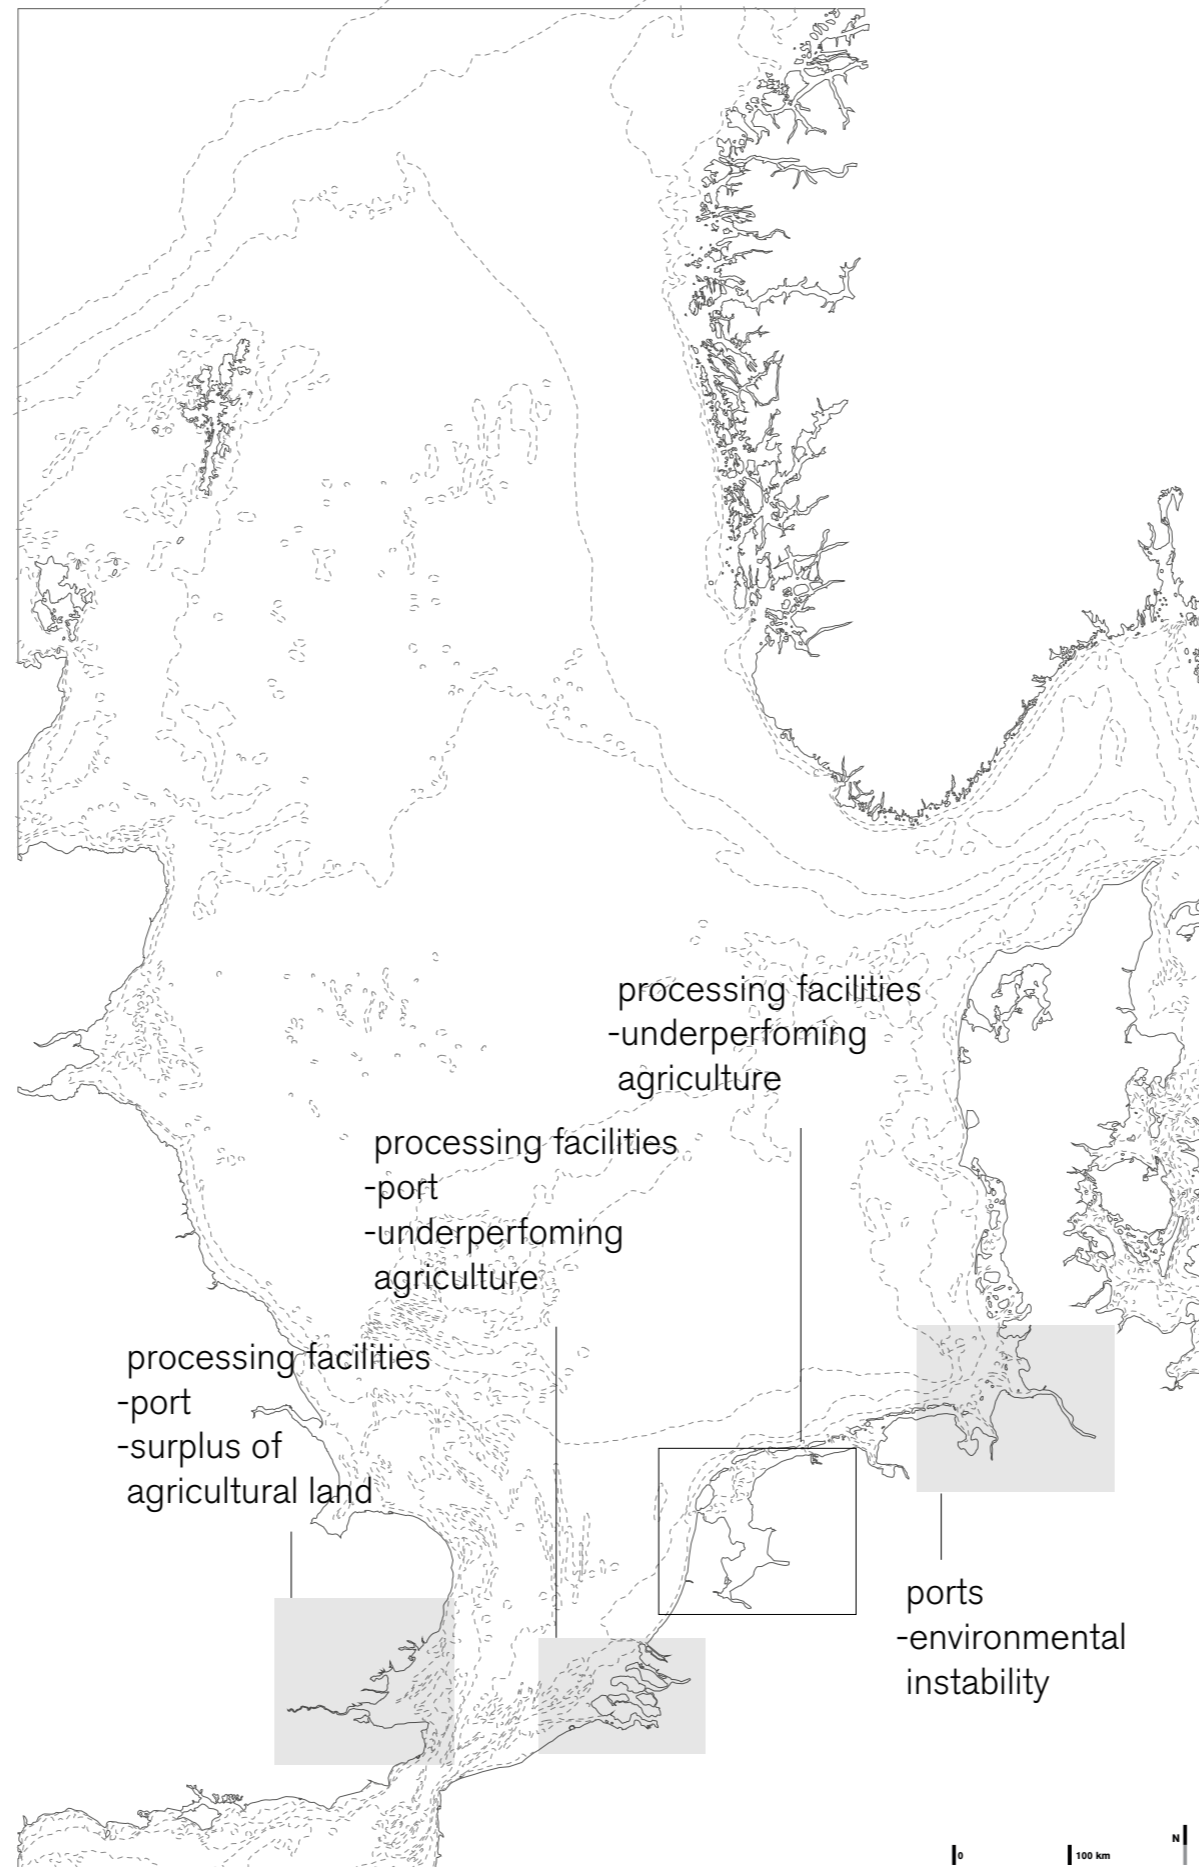 processing facilities
-underperfoming
agriculture
processing facilities
-port
-underperfoming
agriculture
processing facilities
-port
-surplus of
agricultural land
ports
-environmental
instability
N
0
100 km